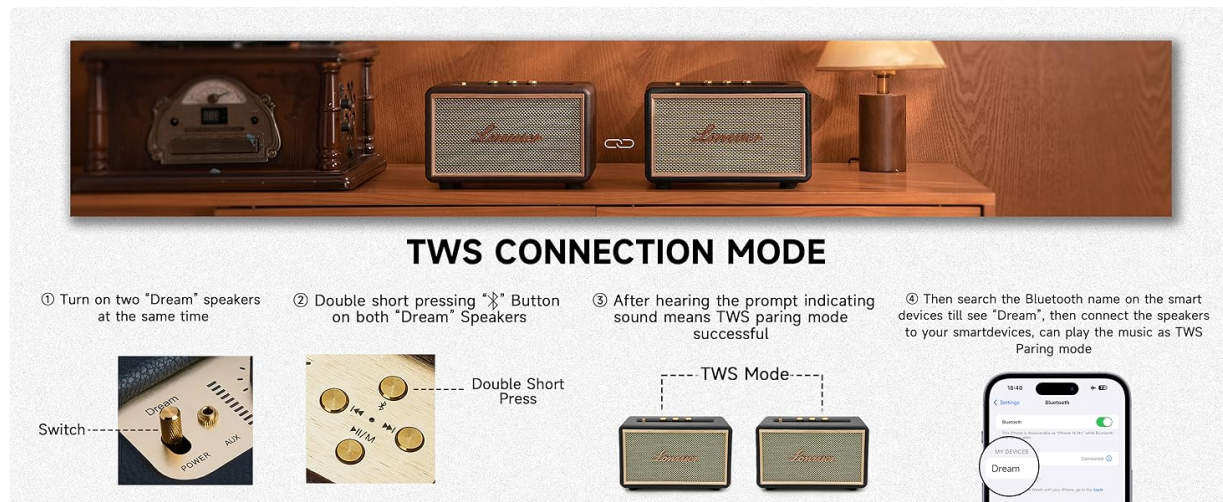 TWS CONNECTION MODE
① Turn on two “Dream” speakers
at the same time
② Double short pressing “ᛒ” Button
on both “Dream” Speakers
③ After hearing the prompt indicating
sound means TWS paring mode
successful
④ Then search the Bluetooth name on the smart
devices till see “Dream”, then connect the speakers
to your smartdevices, can play the music as TWS
Paring mode
Switch
Dream
POWER
AUX
Double Short
Press
/M
TWS Mode
18:48
Settings
Bluetooth
Bluetooth
MY DEVICES
Dream
Connected